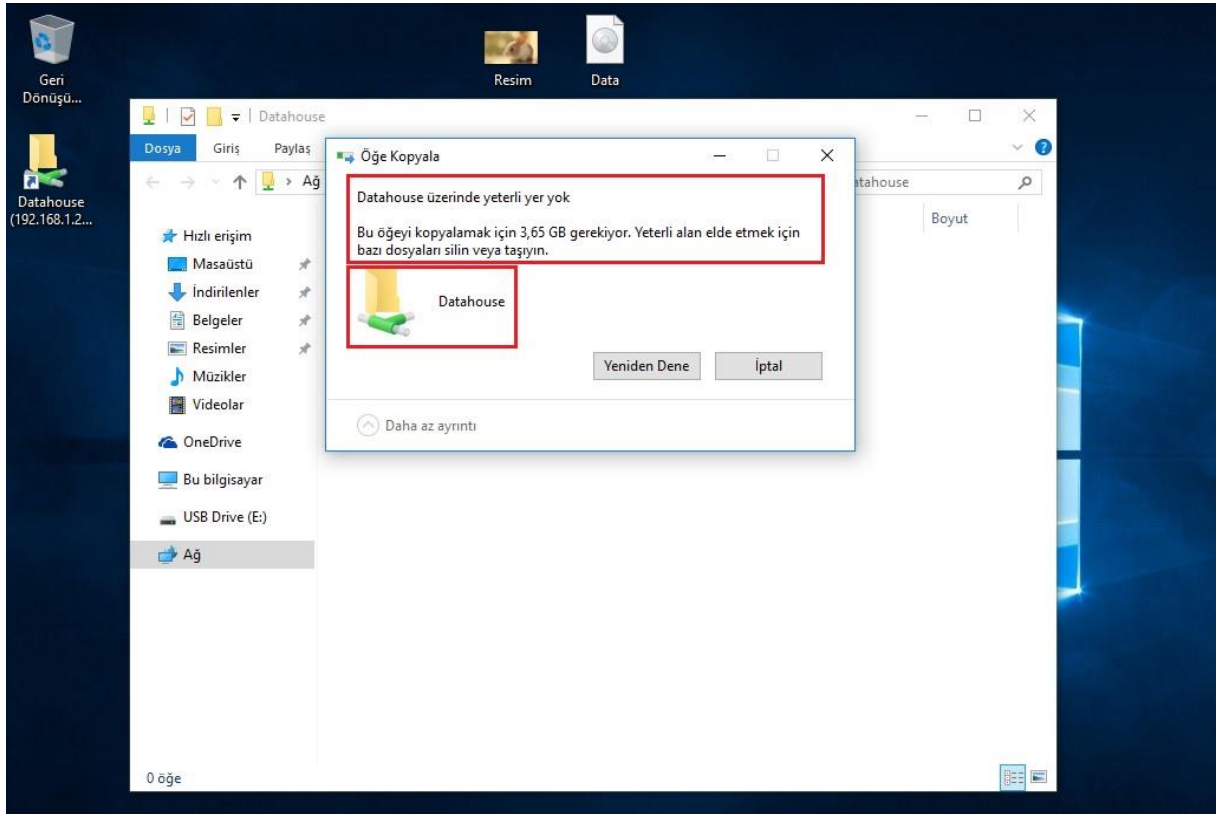 Geri
Dönüşü...
Resim
Data
Datahouse
(192.168.1.2...
Datahouse
Dosya
Giriş
Paylaş
Ağ
atahouse
Boyut
Hızlı erişim
Masaüstü
İndirilenler
Belgeler
Resimler
Müzikler
Videolar
OneDrive
Bu bilgisayar
USB Drive (E:)
Ağ
0 öğe
Öğe Kopyala
Datahouse üzerinde yeterli yer yok
Bu öğeyi kopyalamak için 3,65 GB gerekiyor. Yeterli alan elde etmek için
bazı dosyaları silin veya taşıyın.
Datahouse
Yeniden Dene
İptal
Daha az ayrıntı